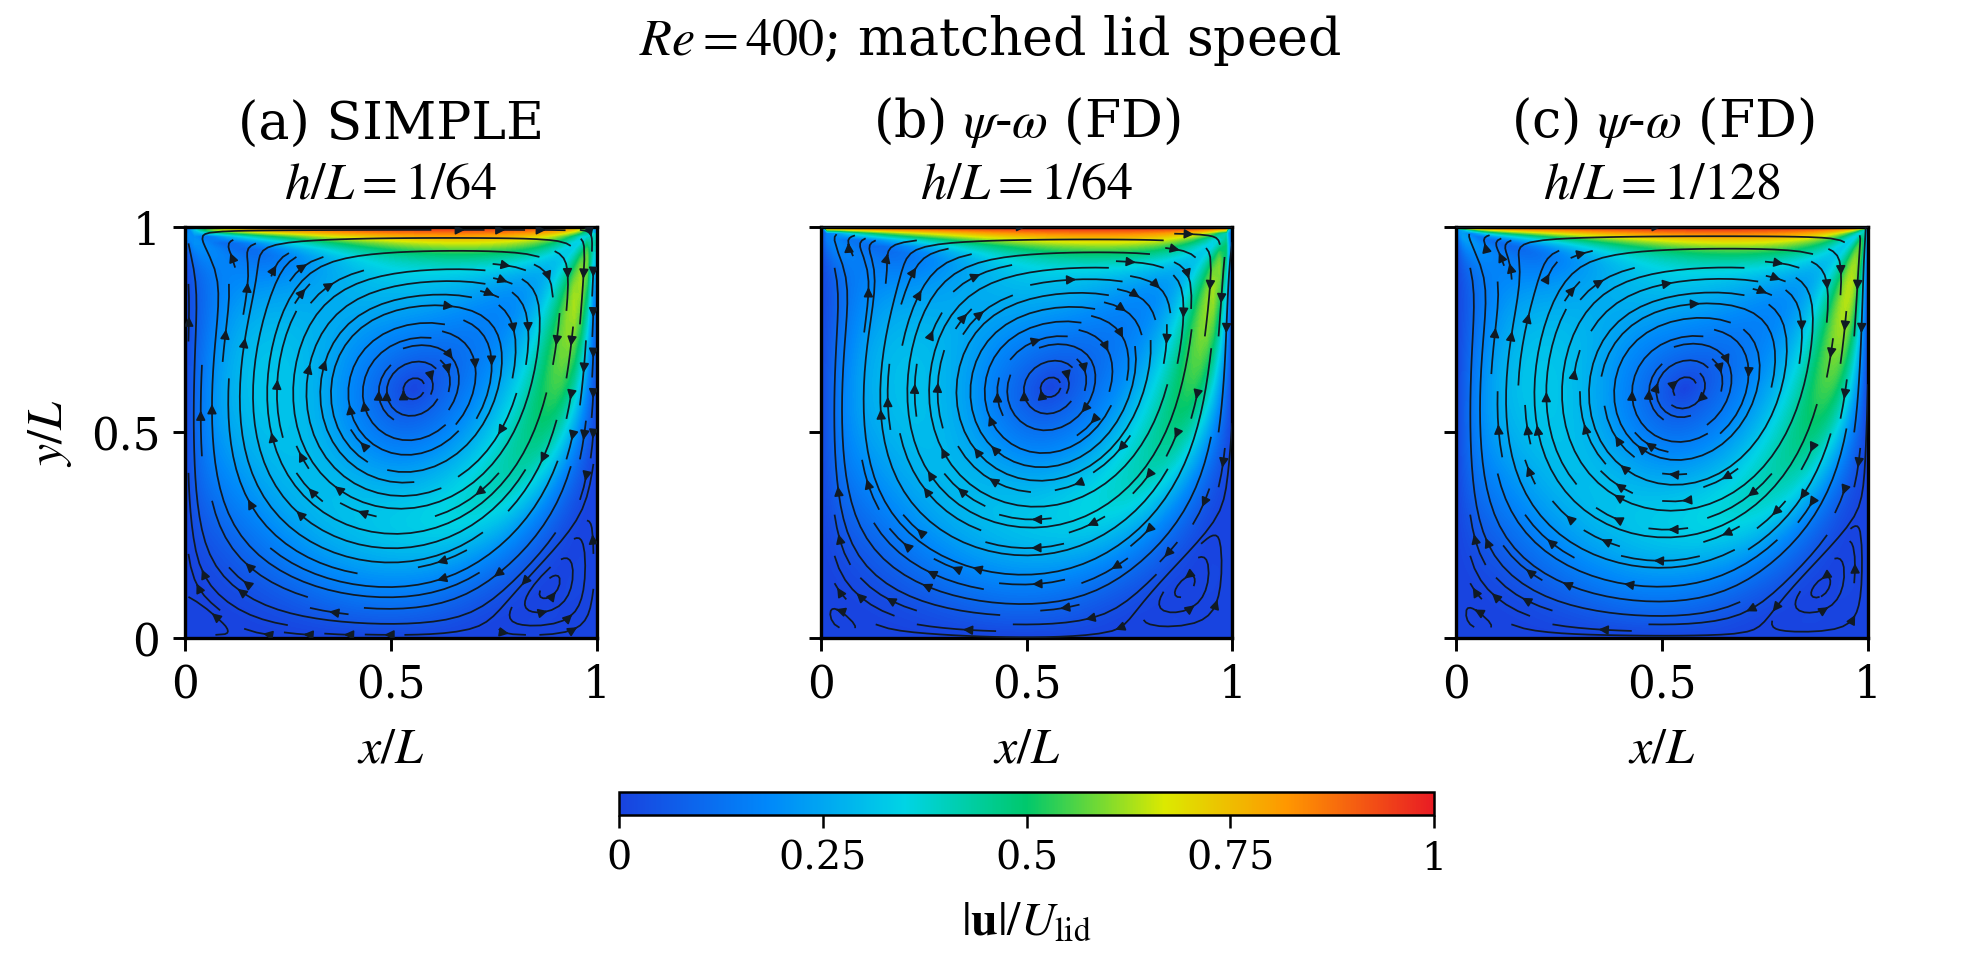 Re = 400; matched lid speed
(a) SIMPLE
h/L = 1/64
(b) ψ-ω (FD)
h/L = 1/64
(c) ψ-ω (FD)
h/L = 1/128
y/L
1
0.5
0
0 0.5 1
0 0.5 1
0 0.5 1
x/L
x/L
x/L
0 0.25 0.5 0.75 1
|u|/U_lid